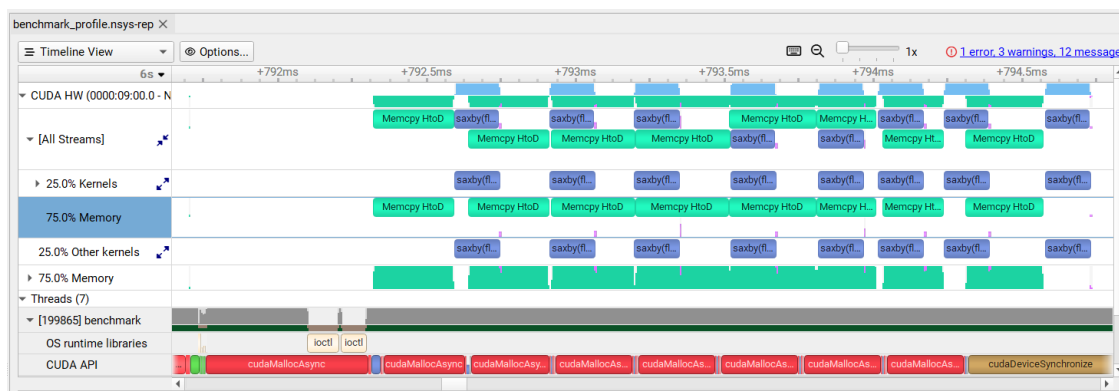 benchmark_profile.nsys-rep ×
Timeline View Options... 1x 1 error, 3 warnings, 12 message
6s +792ms +792.5ms +793ms +793.5ms +794ms +794.5ms
CUDA HW (0000:09:00.0 - N
Memcpy HtoD saxby(fl... saxby(fl... saxby(fl... Memcpy HtoD Memcpy H... saxby(fl... saxby(fl... saxby(fl...
[All Streams] Memcpy HtoD Memcpy HtoD Memcpy HtoD saxby(fl... saxby(fl... Memcpy Ht... Memcpy HtoD
25.0% Kernels saxby(fl... saxby(fl... saxby(fl... saxby(fl... saxby(fl... saxby(fl... saxby(fl... saxby(fl...
75.0% Memory Memcpy HtoD Memcpy HtoD Memcpy HtoD Memcpy HtoD Memcpy HtoD Memcpy H... Memcpy Ht... Memcpy HtoD
25.0% Other kernels saxby(fl... saxby(fl... saxby(fl... saxby(fl... saxby(fl... saxby(fl... saxby(fl... saxby(fl...
75.0% Memory
Threads (7)
[199865] benchmark
OS runtime libraries ioctl ioctl
CUDA API ... cudaMallocAsync cudaMallocAsync cudaMallocAsy... cudaMallocAs... cudaMallocAs... cudaMallocAs... cudaMallocAs... cudaMallocAs... cudaDeviceSynchronize